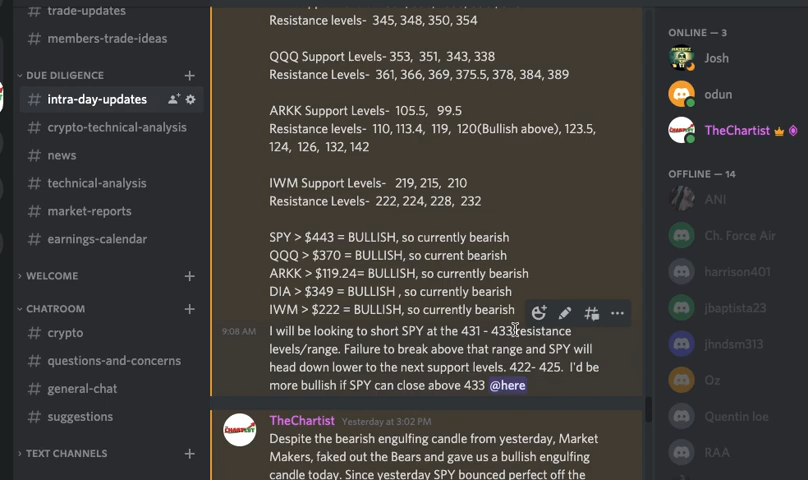 # trade-updates
# members-trade-ideas
DUE DILIGENCE +
# intra-day-updates
# crypto-technical-analysis
# news
# technical-analysis
# market-reports
# earnings-calendar
WELCOME +
CHATROOM +
# crypto
# questions-and-concerns
# general-chat
# suggestions
TEXT CHANNELS +
Resistance levels- 345, 348, 350, 354
QQQ Support Levels- 353, 351, 343, 338
Resistance Levels- 361, 366, 369, 375.5, 378, 384, 389
ARKK Support Levels- 105.5, 99.5
Resistance levels- 110, 113.4, 119, 120(Bullish above), 123.5,
124, 126, 132, 142
IWM Support Levels- 219, 215, 210
Resistance Levels- 222, 224, 228, 232
SPY > $443 = BULLISH, so currently bearish
QQQ > $370 = BULLISH, so current bearish
ARKK > $119.24= BULLISH, so currently bearish
DIA > $349 = BULLISH , so currently bearish
IWM > $222 = BULLISH, so currently bearish
9:08 AM I will be looking to short SPY at the 431 - 433 resistance
levels/range. Failure to break above that range and SPY will
head down lower to the next support levels. 422- 425. I'd be
more bullish if SPY can close above 433 @here
TheChartist Yesterday at 3:02 PM
Despite the bearish engulfing candle from yesterday, Market
Makers, faked out the Bears and gave us a bullish engulfing
candle today. Since yesterday SPY bounced perfect off the
ONLINE — 3
Josh
odun
TheChartist
OFFLINE — 14
ANI
Ch. Force Air
harrison401
jbaptista23
jhndsm313
Oz
Quentin loe
RAA